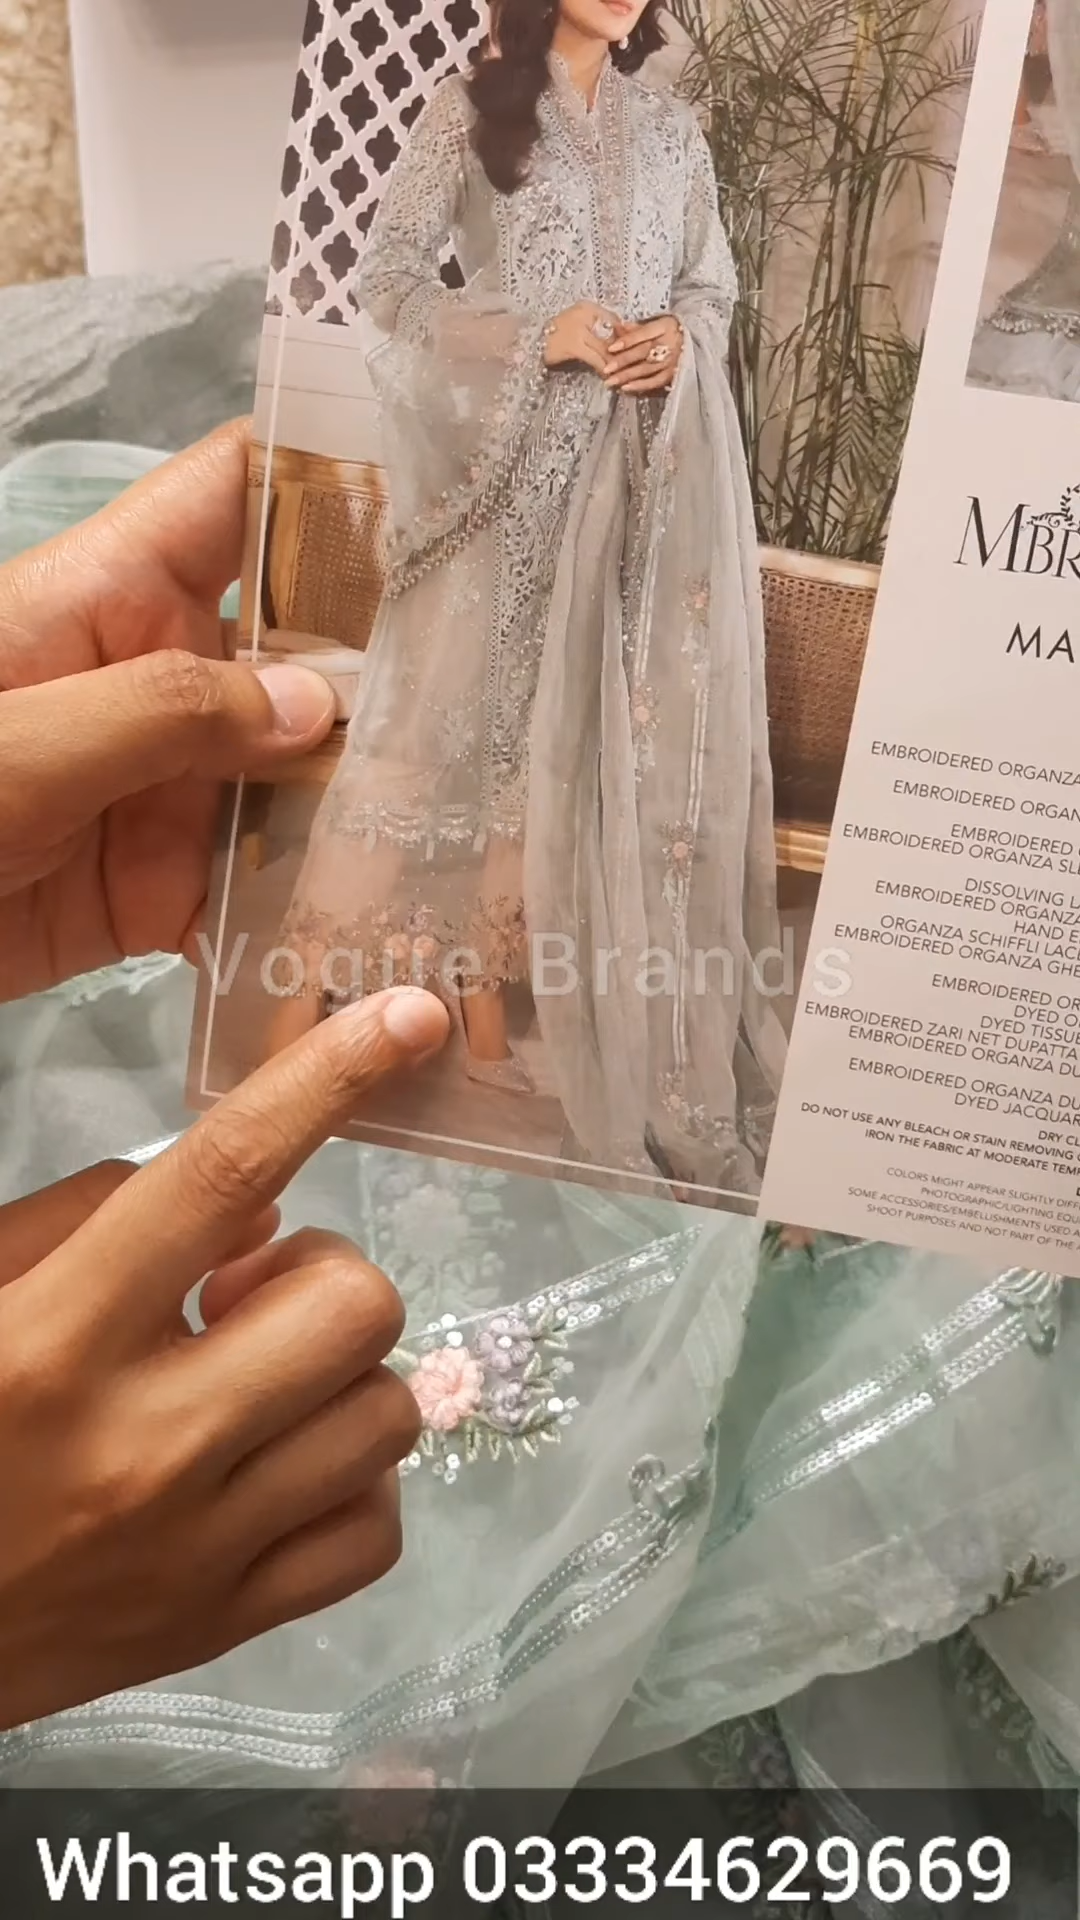 MBR
MA
EMBROIDERED ORGANZA
EMBROIDERED ORGAN
EMBROIDERED
EMBROIDERED ORGANZA SLE
DISSOLVING L
EMBROIDERED ORGANZA
HAND E
ORGANZA SCHIFFLI LACE
EMBROIDERED ORGANZA GHE
EMBROIDERED OR
DYED O
DYED TISSUE
EMBROIDERED ZARI NET DUPATTA
EMBROIDERED ORGANZA DU
EMBROIDERED ORGANZA DU
DYED JACQUAR
DRY CL
DO NOT USE ANY BLEACH OR STAIN REMOVING
IRON THE FABRIC AT MODERATE TEMP
COLORS MIGHT APPEAR SLIGHTLY DIFF
PHOTOGRAPHIC/LIGHTING EQU
SOME ACCESSORIES/EMBELLISHMENTS USED
SHOOT PURPOSES AND NOT PART OF THE
Vogue Brands
Whatsapp 03334629669